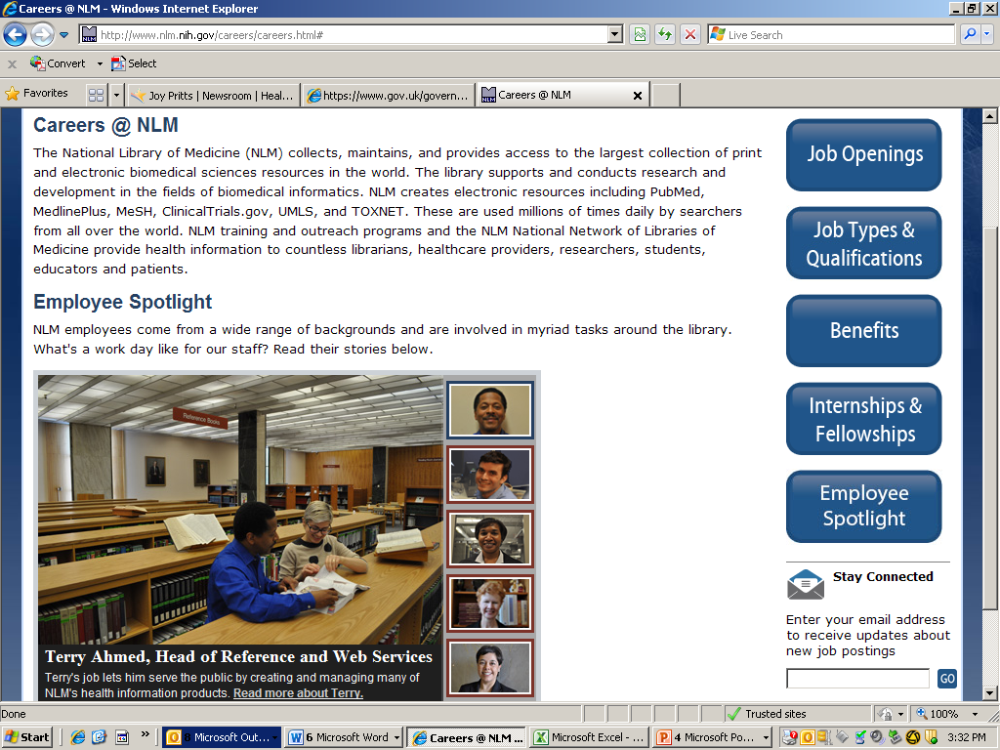 Careers @ NLM - Windows Internet Explorer
http://www.nlm.nih.gov/careers/careers.html#
Live Search
Convert
Select
Favorites
Joy Pritts | Newsroom | Heal...
https://www.gov.uk/govern...
Careers @ NLM
Careers @ NLM
The National Library of Medicine (NLM) collects, maintains, and provides access to the largest collection of print
and electronic biomedical sciences resources in the world. The library supports and conducts research and
development in the fields of biomedical informatics. NLM creates electronic resources including PubMed,
MedlinePlus, MeSH, ClinicalTrials.gov, UMLS, and TOXNET. These are used millions of times daily by searchers
from all over the world. NLM training and outreach programs and the NLM National Network of Libraries of
Medicine provide health information to countless librarians, healthcare providers, researchers, students,
educators and patients.
Employee Spotlight
NLM employees come from a wide range of backgrounds and are involved in myriad tasks around the library.
What's a work day like for our staff? Read their stories below.
Reference Books
Terry Ahmed, Head of Reference and Web Services
Terry's job lets him serve the public by creating and managing many of
NLM's health information products. Read more about Terry.
Job Openings
Job Types &
Qualifications
Benefits
Internships &
Fellowships
Employee
Spotlight
Stay Connected
Enter your email address
to receive updates about
new job postings
GO
Done
Trusted sites
100%
Start
8 Microsoft Out...
6 Microsoft Word
Careers @ NLM ...
Microsoft Excel - ...
4 Microsoft Po...
3:32 PM